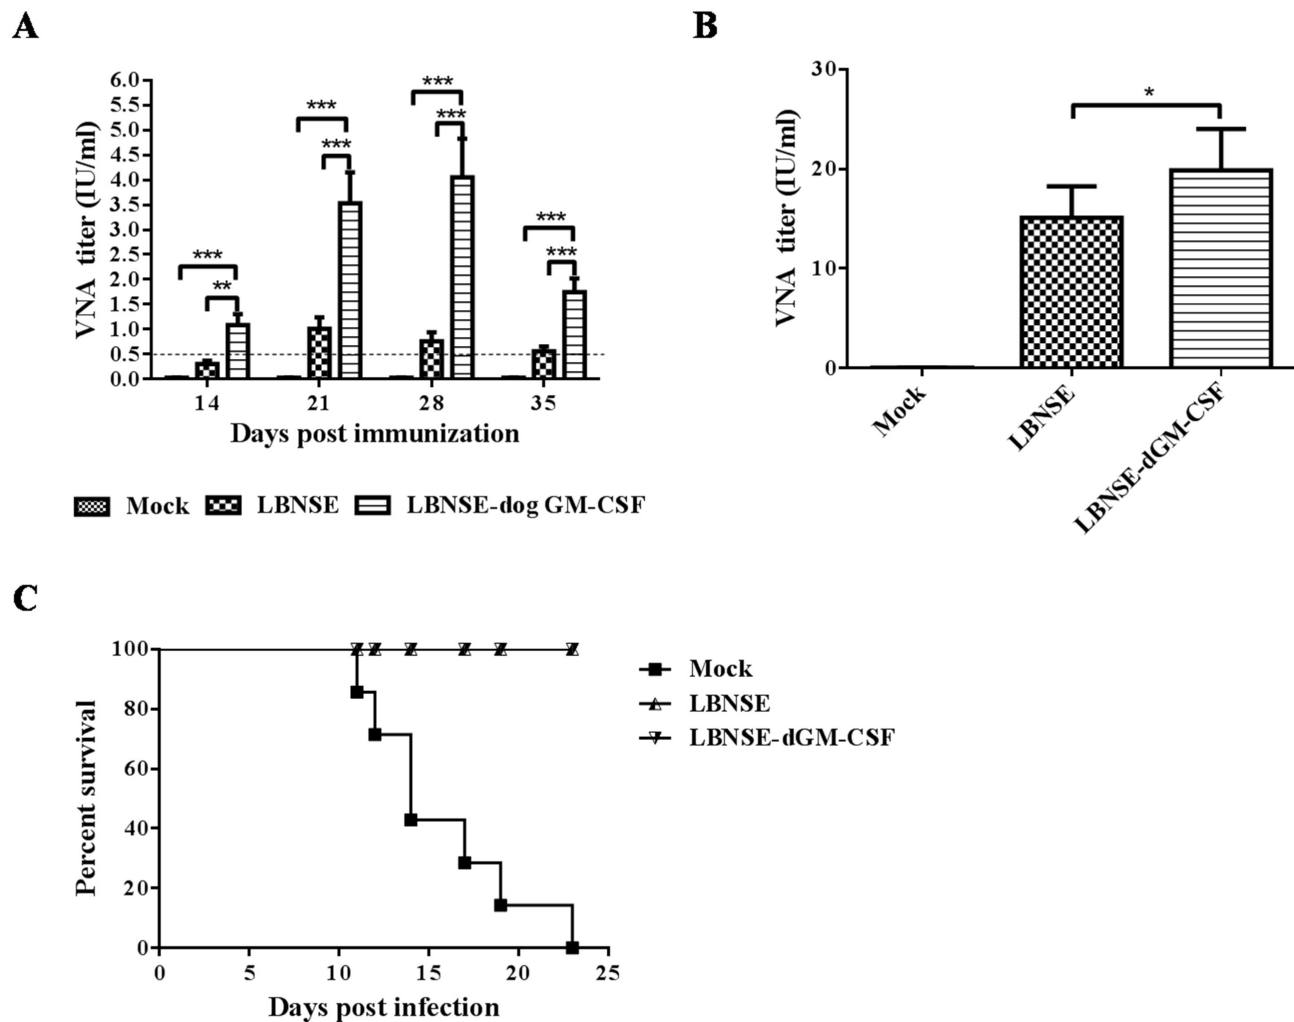 A
VNA titer (IU/ml)
6.0
5.5
5.0
4.5
4.0
3.5
3.0
2.5
2.0
1.5
1.0
0.5
0.0
***
**
***
***
***
***
***
***
14 21 28 35
Days post immunization
Mock LBNSE LBNSE-dog GM-CSF
B
VNA titer (IU/ml)
30
20
10
0
*
Mock
LBNSE
LBNSE-dGM-CSF
C
Percent survival
100
80
60
40
20
0
0 5 10 15 20 25
Days post infection
Mock
LBNSE
LBNSE-dGM-CSF